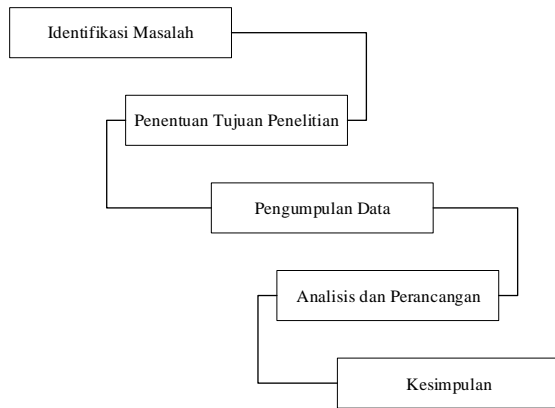 Identifikasi Masalah
Penentuan Tujuan Penelitian
Pengumpulan Data
Analisis dan Perancangan
Kesimpulan